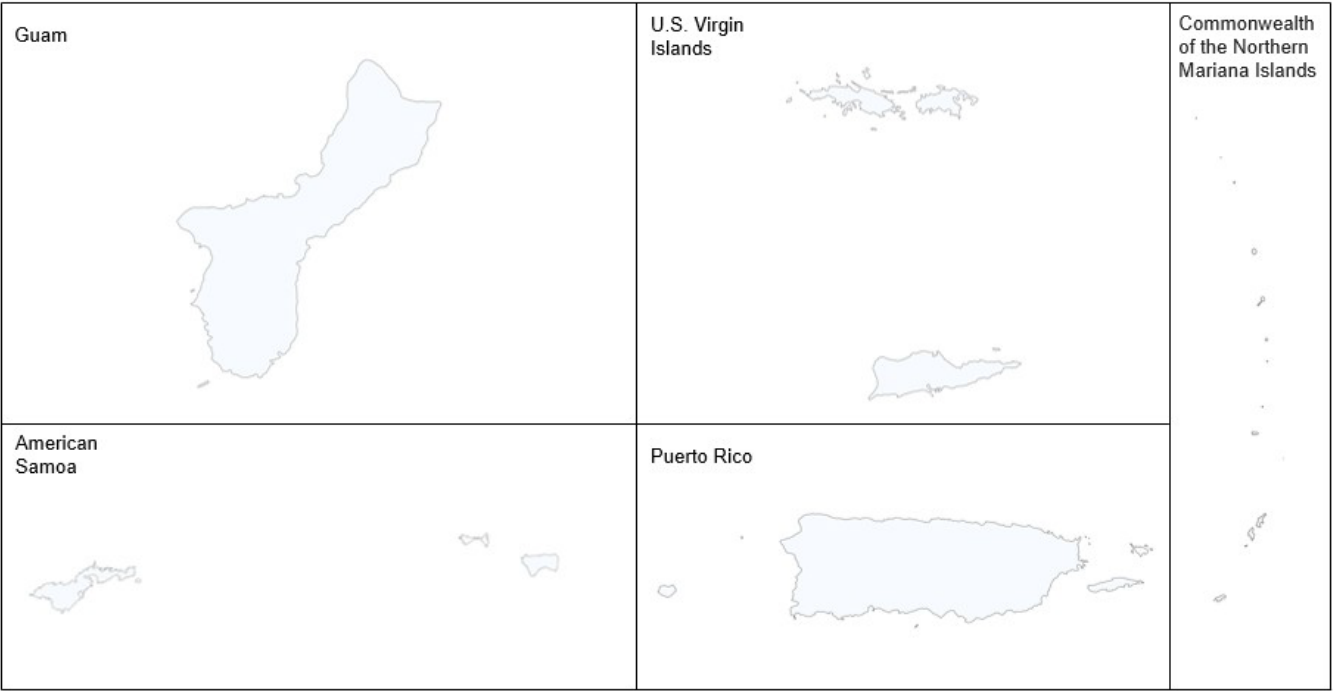 Guam
U.S. Virgin
Islands
Commonwealth
of the Northern
Mariana Islands
American
Samoa
Puerto Rico